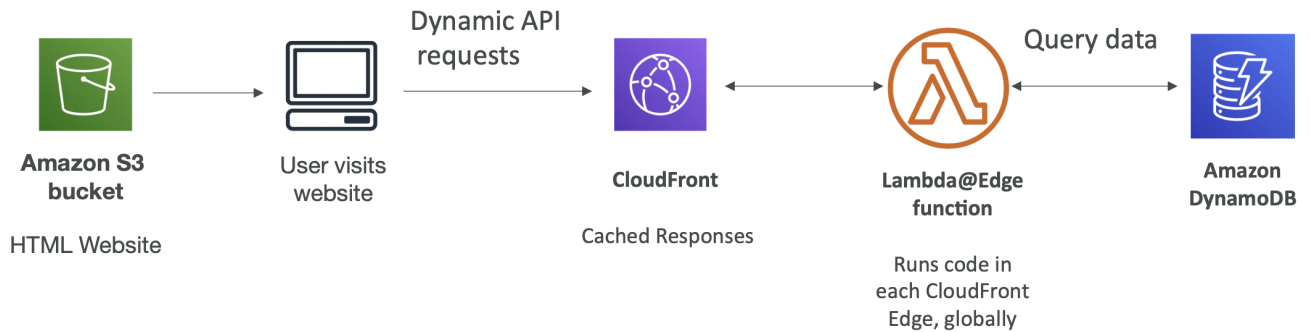 Amazon S3
bucket
HTML Website
User visits
website
Dynamic API
requests
CloudFront
Cached Responses
Lambda@Edge
function
Runs code in
each CloudFront
Edge, globally
Query data
Amazon
DynamoDB